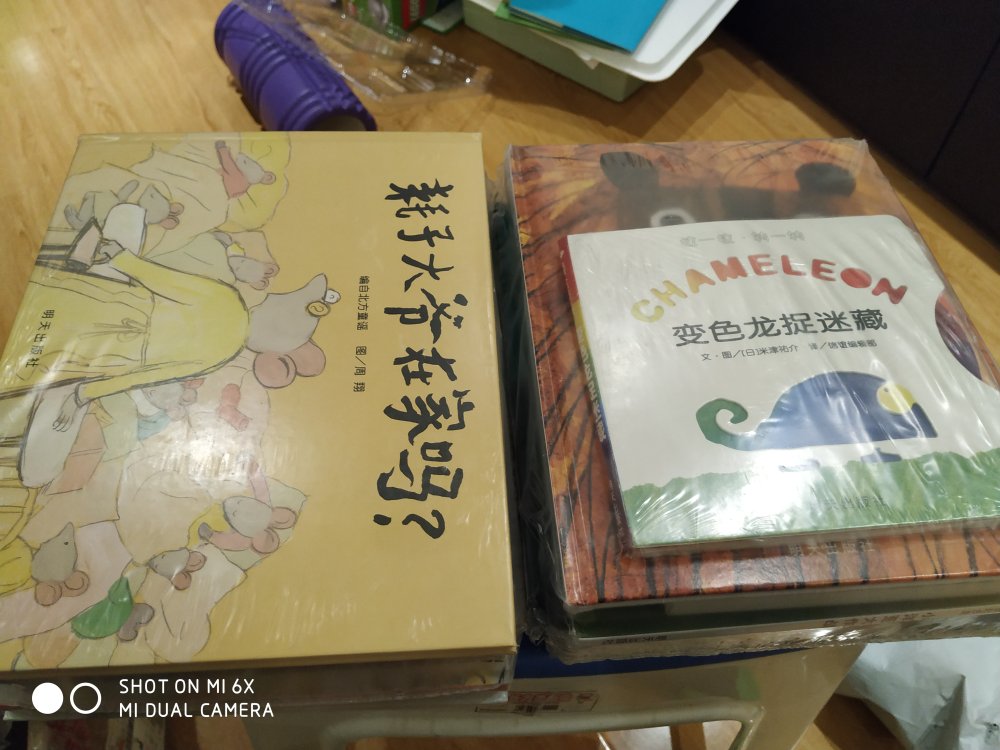 耗子大爷在家吗?
编自北方童谣 图/周翔
明天出版社
CHAMELEON
变色龙捉迷藏
文·图/[日]米津祐介 译/
SHOT ON MI 6X
MI DUAL CAMERA